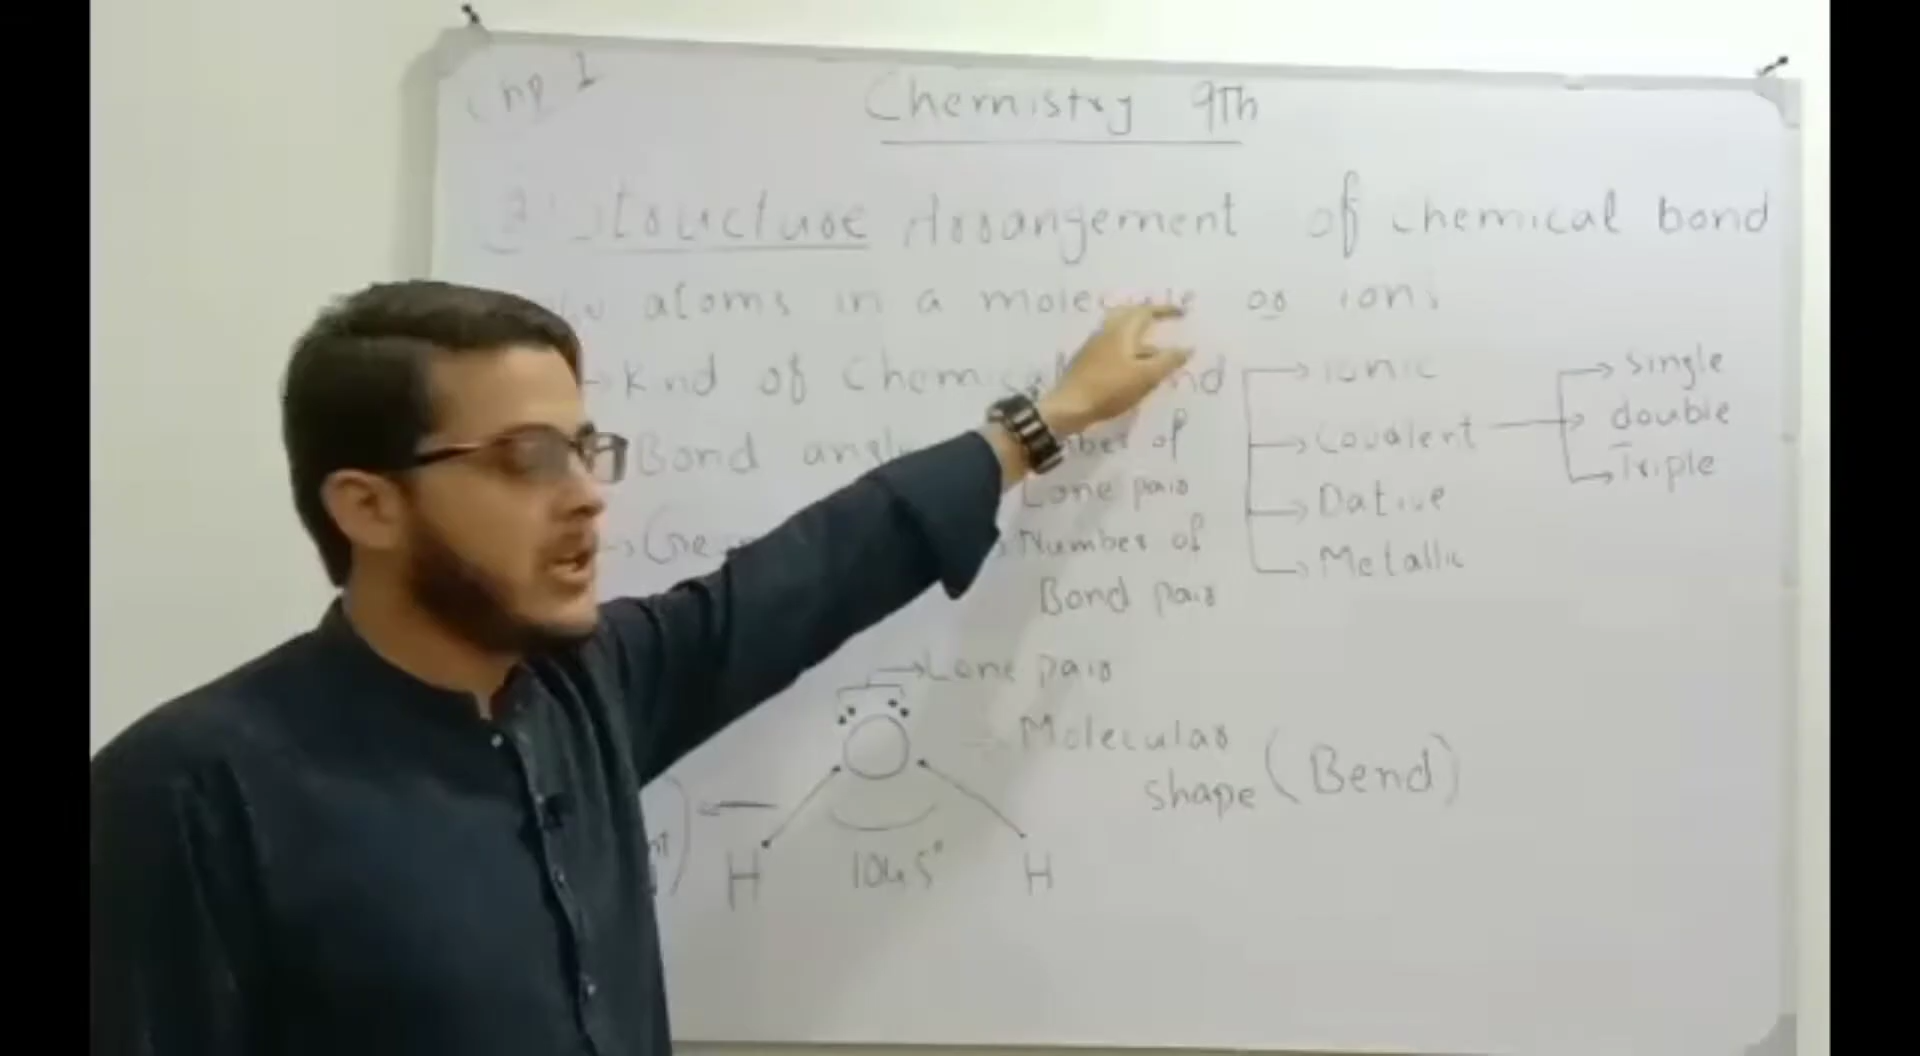 Chp 1
Chemistry 9Th
Structure Arrangement of chemical bond
atoms in a molecule or ions
Kind of Chemical Bond
Ionic
Covalent
Dative
Metallic
Single
double
Triple
Bond angle
Number of
Lone pair
Number of
Bond pair
Lone pair
Molecular
shape (Bend)
H
104.5°
H